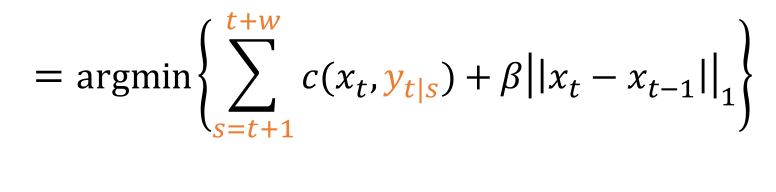 = argmin{∑_{s=t+1}^{t+w} c(x_t, y_{t|s}) + β||x_t − x_{t−1}||_1}